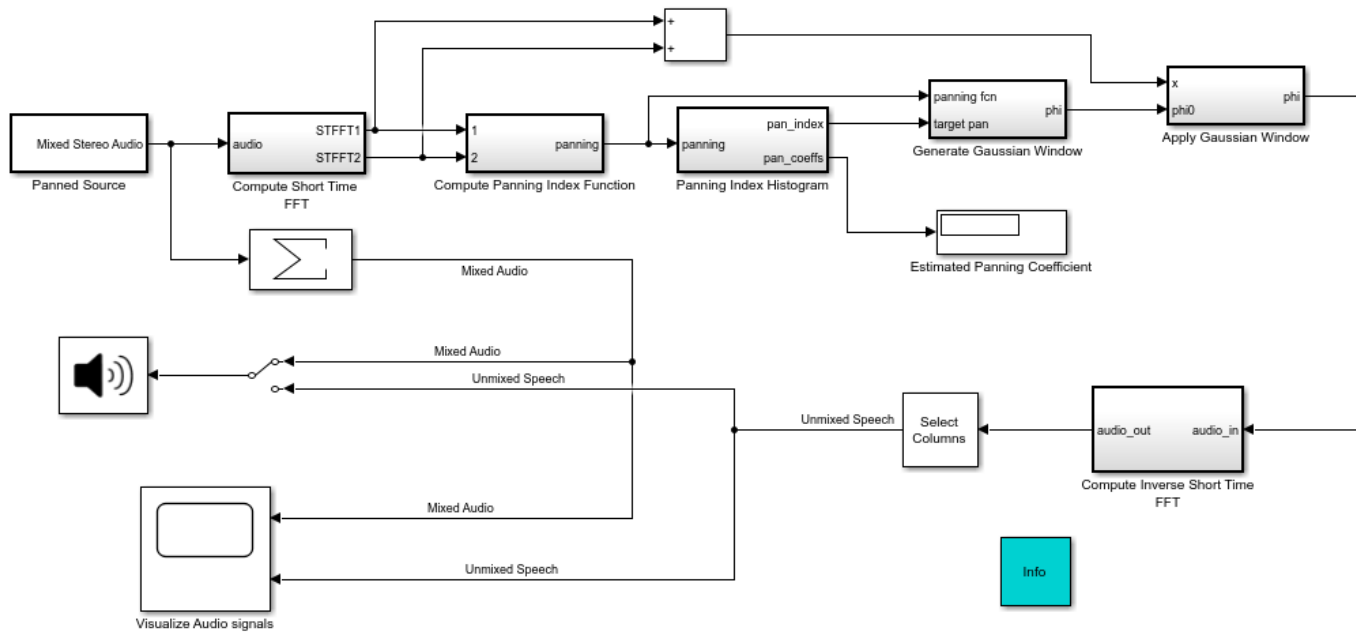 +
+
x
phi
phi0
Apply Gaussian Window
panning fcn
phi
target pan
Generate Gaussian Window
Mixed Stereo Audio
Panned Source
audio
STFFT1
STFFT2
Compute Short Time
FFT
1
2
panning
Compute Panning Index Function
panning
pan_index
pan_coeffs
Panning Index Histogram
Estimated Panning Coefficient
Mixed Audio
Mixed Audio
Unmixed Speech
Unmixed Speech
Select
Columns
audio_out
audio_in
Compute Inverse Short Time
FFT
Mixed Audio
Unmixed Speech
Visualize Audio signals
Info